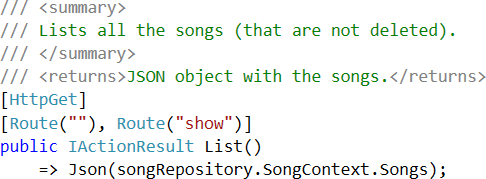 /// <summary>
/// Lists all the songs (that are not deleted).
/// </summary>
/// <returns>JSON object with the songs.</returns>
[HttpGet]
[Route(""), Route("show")]
public IActionResult List()
    => Json(songRepository.SongContext.Songs);